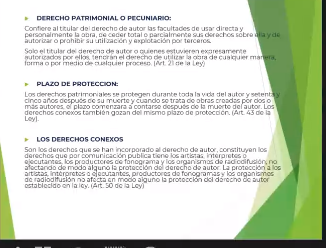 DERECHO PATRIMONIAL O PECUNIARIO:
Confiere al titular del derecho de autor las facultades de usar directa y
personalmente la obra, de ceder total o parcialmente sus derechos sobre ella y de
autorizar o prohibir su utilización y explotación por terceros.
Solo el titular del derecho de autor o quienes estuvieren expresamente
autorizados por ellos, tendrán el derecho de utilizar la obra de cualquier manera,
forma o por medio de cualquier proceso. (Art. 21 de la Ley)
PLAZO DE PROTECCION:
Los derechos patrimoniales se protegen durante toda la vida del autor y setenta y
cinco años después de su muerte y cuando se trata de obras creadas por dos o
más autores, el plazo comenzara a contarse después de la muerte del autor. Los
derechos conexos también gozan del mismo plazo de protección. (Art. 43 de la
Ley).
LOS DERECHOS CONEXOS
Son los derechos que se han incorporado al derecho de autor, constituyen los
derechos que por comunicación publica tiene los artistas, interpretes o
ejecutantes, los productores de fonograma y los organismos de radiodifusión; no
afectando de modo alguno la protección del derecho de autor. La protección a los
artistas, interpretes o ejecutantes, productores de fonogramas y los organismos
de radiodifusión no afecta en modo alguno la protección del derecho de autor
establecido en la ley. (Art. 50 de la Ley)